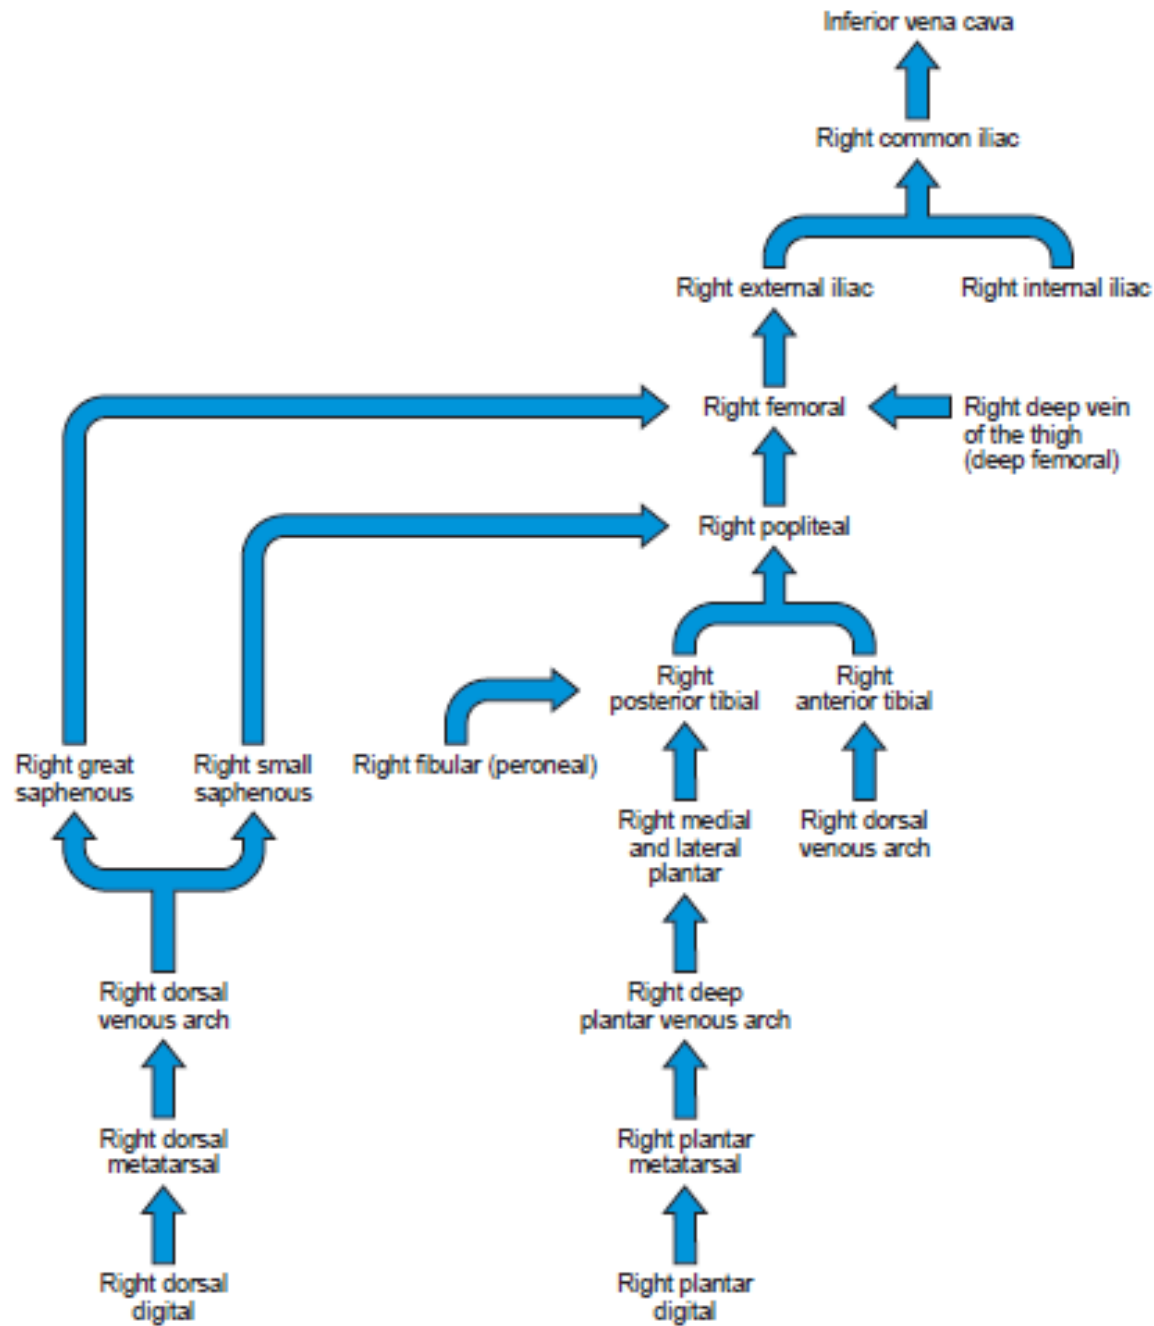 Inferior vena cava
Right common iliac
Right external iliac
Right internal iliac
Right femoral
Right deep vein
of the thigh
(deep femoral)
Right popliteal
Right
posterior tibial
Right
anterior tibial
Right great
saphenous
Right small
saphenous
Right fibular (peroneal)
Right medial
and lateral
plantar
Right dorsal
venous arch
Right dorsal
venous arch
Right deep
plantar venous arch
Right dorsal
metatarsal
Right plantar
metatarsal
Right dorsal
digital
Right plantar
digital